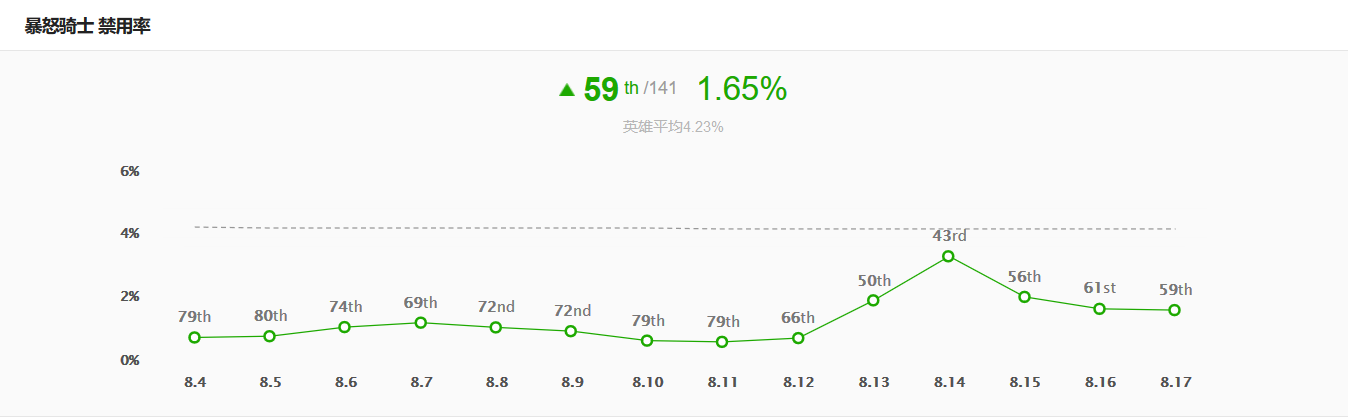 暴怒骑士 禁用率
▲ 59 th /141 1.65%
英雄平均4.23%
6%
4%
43rd
50th
56th
61st
59th
2%
79th
80th
74th
69th
72nd
72nd
79th
79th
66th
0%
8.4 8.5 8.6 8.7 8.8 8.9 8.10 8.11 8.12 8.13 8.14 8.15 8.16 8.17